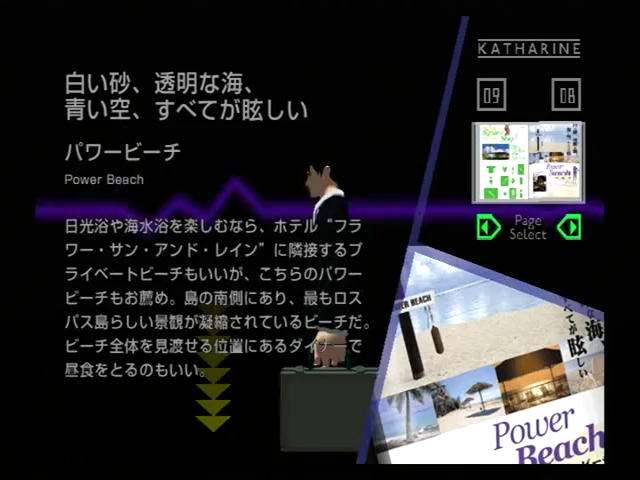 白い砂、透明な海、
青い空、すべてが眩しい
パワービーチ
Power Beach
日光浴や海水浴を楽しむなら、ホテル“フラ
ワー・サン・アンド・レイン”に隣接するプ
ライベートビーチもいいが、こちらのパワー
ビーチもお薦め。島の南側にあり、最もロス
パス島らしい景観が凝縮されているビーチだ。
ビーチ全体を見渡せる位置にあるダイナーで
昼食をとるのもいい。
KATHARINE
09 08
Page
Select
BEACH
海、
てが眩しい
Power
Beach